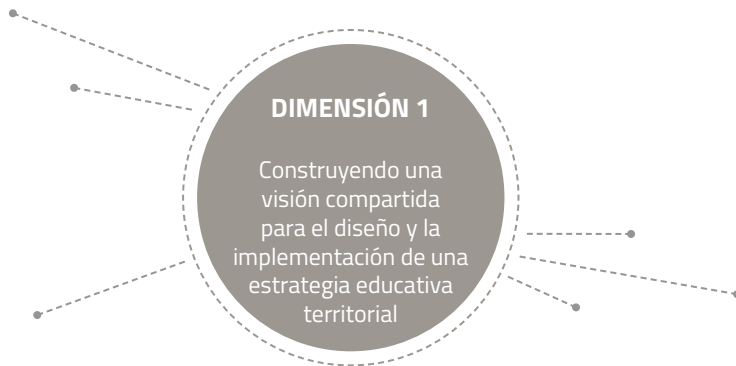 DIMENSIÓN 1
Construyendo una
visión compartida
para el diseño y la
implementación de una
estrategia educativa
territorial